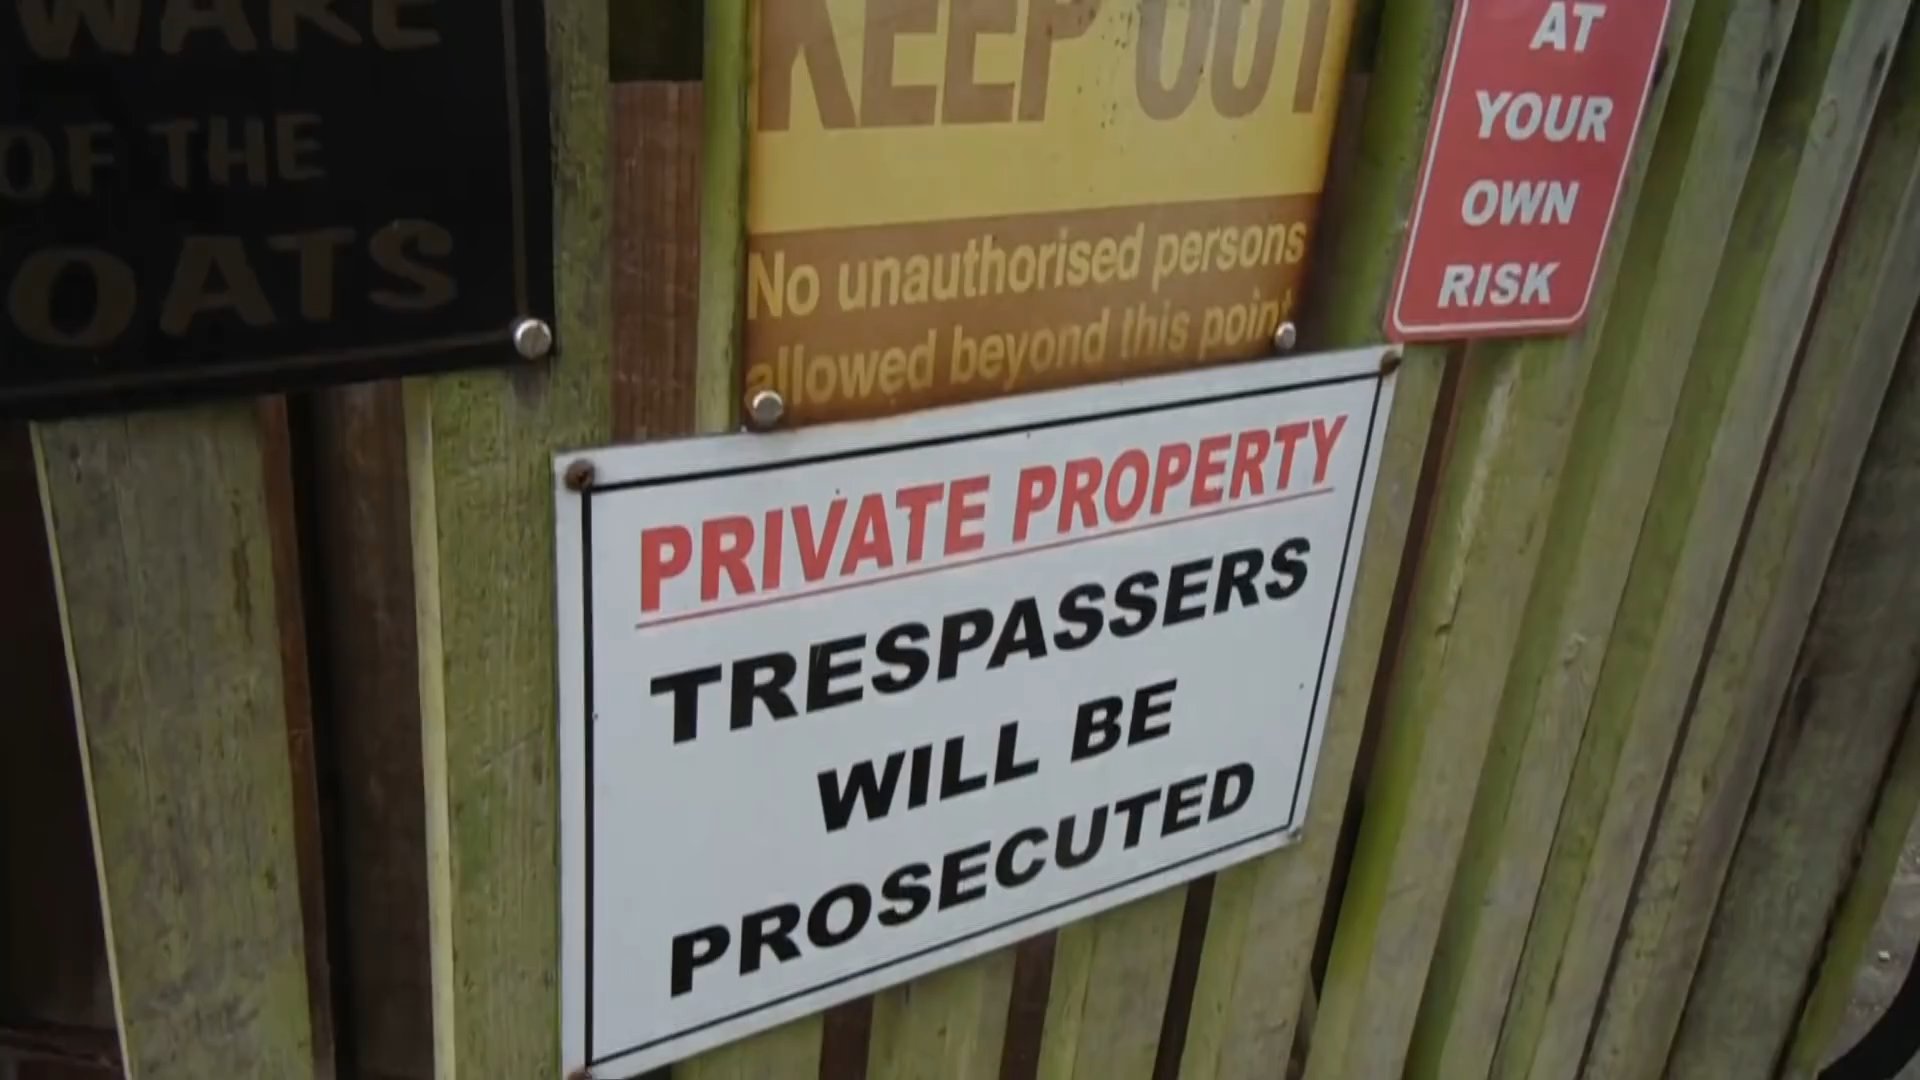 WARE
OF THE
OATS
KEEP OUT
No unauthorised persons
allowed beyond this point
AT
YOUR
OWN
RISK
PRIVATE PROPERTY
TRESPASSERS
WILL BE
PROSECUTED